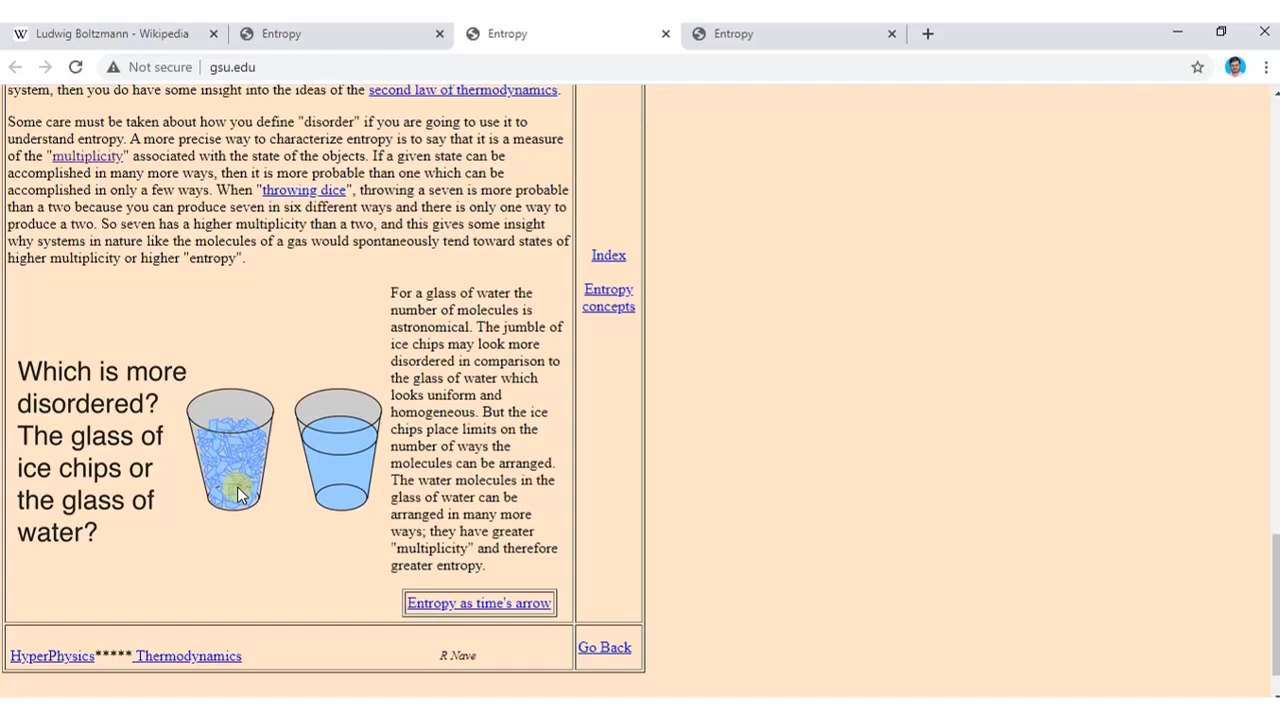 Ludwig Boltzmann - Wikipedia
Entropy
Entropy
Entropy
Not secure
gsu.edu
system, then you do have some insight into the ideas of the second law of thermodynamics.
Some care must be taken about how you define "disorder" if you are going to use it to
understand entropy. A more precise way to characterize entropy is to say that it is a measure
of the "multiplicity" associated with the state of the objects. If a given state can be
accomplished in many more ways, then it is more probable than one which can be
accomplished in only a few ways. When "throwing dice", throwing a seven is more probable
than a two because you can produce seven in six different ways and there is only one way to
produce a two. So seven has a higher multiplicity than a two, and this gives some insight
why systems in nature like the molecules of a gas would spontaneously tend toward states of
higher multiplicity or higher "entropy".
Which is more
disordered?
The glass of
ice chips or
the glass of
water?
For a glass of water the
number of molecules is
astronomical. The jumble of
ice chips may look more
disordered in comparison to
the glass of water which
looks uniform and
homogeneous. But the ice
chips place limits on the
number of ways the
molecules can be arranged.
The water molecules in the
glass of water can be
arranged in many more
ways; they have greater
"multiplicity" and therefore
greater entropy.
Entropy as time's arrow
Index
Entropy
concepts
HyperPhysics***** Thermodynamics
R Nave
Go Back